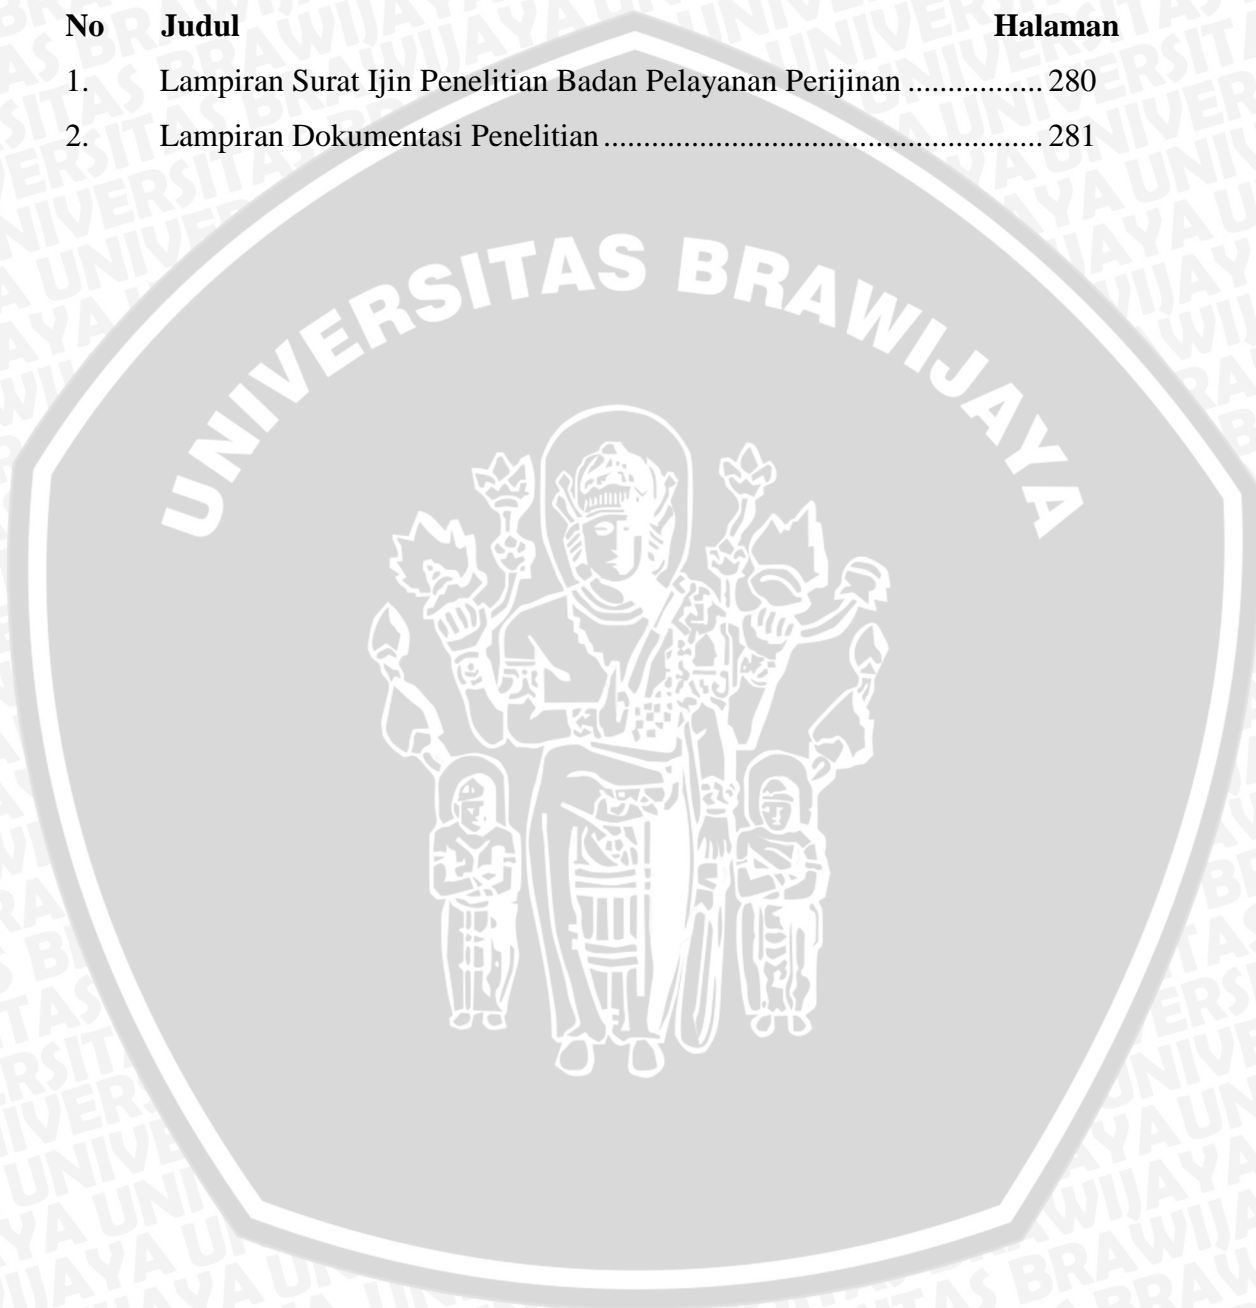 No Judul Halaman
1. Lampiran Surat Ijin Penelitian Badan Pelayanan Perijinan ................. 280
2. Lampiran Dokumentasi Penelitian ....................................................... 281
UNIVERSITAS BRAWIJAYA